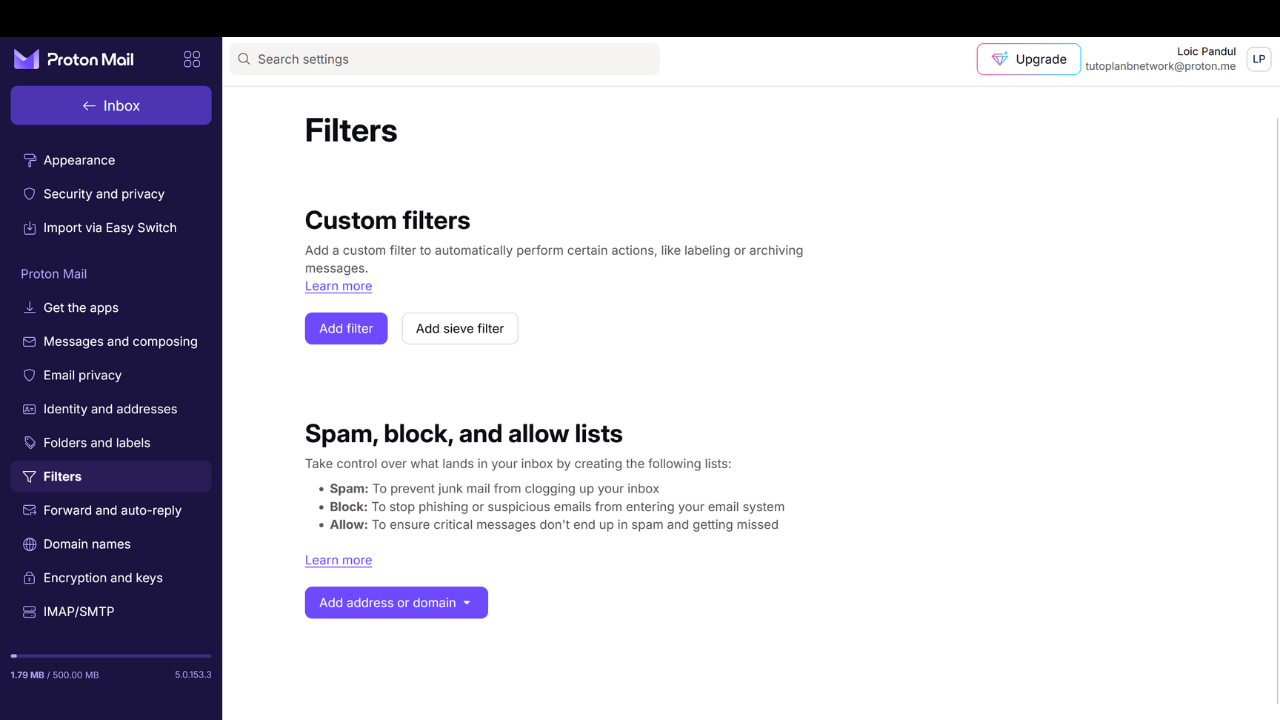 Proton Mail
Search settings
Upgrade
Loic Pandul
tutoplanbnetwork@proton.me
LP
← Inbox
Appearance
Security and privacy
Import via Easy Switch
Proton Mail
Get the apps
Messages and composing
Email privacy
Identity and addresses
Folders and labels
Filters
Forward and auto-reply
Domain names
Encryption and keys
IMAP/SMTP
1.79 MB / 500.00 MB
5.0.153.3
Filters
Custom filters
Add a custom filter to automatically perform certain actions, like labeling or archiving
messages.
Learn more
Add filter
Add sieve filter
Spam, block, and allow lists
Take control over what lands in your inbox by creating the following lists:
• Spam: To prevent junk mail from clogging up your inbox
• Block: To stop phishing or suspicious emails from entering your email system
• Allow: To ensure critical messages don't end up in spam and getting missed
Learn more
Add address or domain